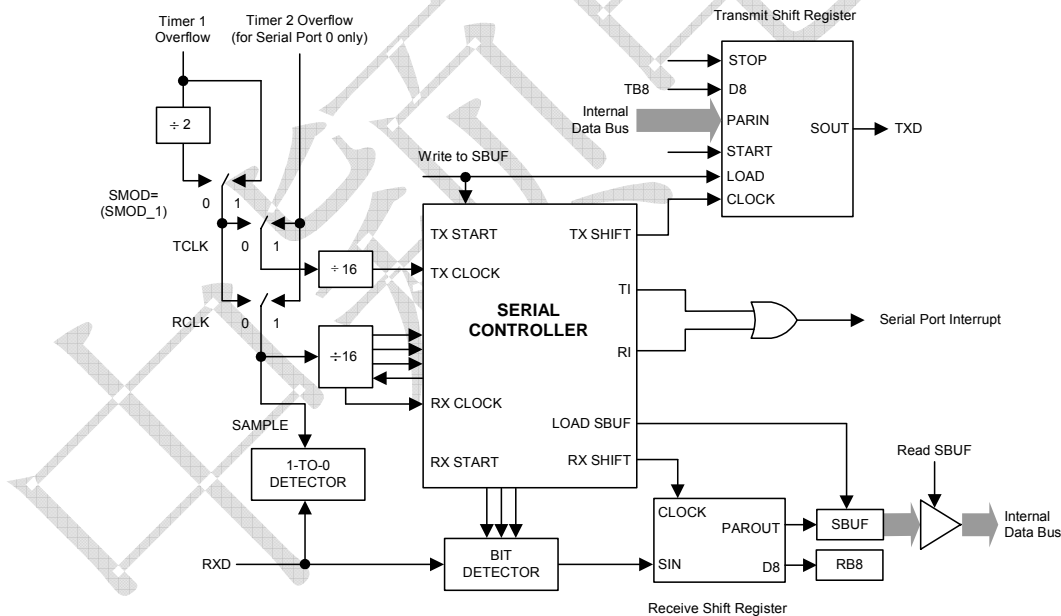 Timer 1
Overflow
Timer 2 Overflow
(for Serial Port 0 only)
Transmit Shift Register
÷ 2
STOP
TB8
D8
Internal
Data Bus
PARIN
SOUT
TXD
START
Write to SBUF
LOAD
CLOCK
SMOD=
(SMOD_1)
0
1
TX START
TX SHIFT
TCLK
0
1
÷ 16
TX CLOCK
TI
SERIAL
CONTROLLER
Serial Port Interrupt
RCLK
0
1
÷16
RI
RX CLOCK
SAMPLE
LOAD SBUF
1-TO-0
DETECTOR
RX START
RX SHIFT
Read SBUF
CLOCK
PAROUT
SBUF
Internal
Data Bus
RXD
BIT
DETECTOR
SIN
D8
RB8
Receive Shift Register